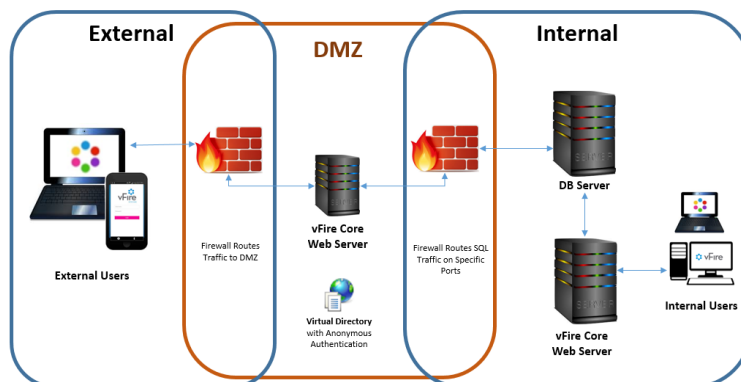 External
DMZ
Internal
vFire
External Users
Firewall Routes
Traffic to DMZ
vFire Core
Web Server
Virtual Directory
with Anonymous
Authentication
Firewall Routes SQL
Traffic on Specific
Ports
DB Server
vFire Core
Web Server
vFire
Internal Users